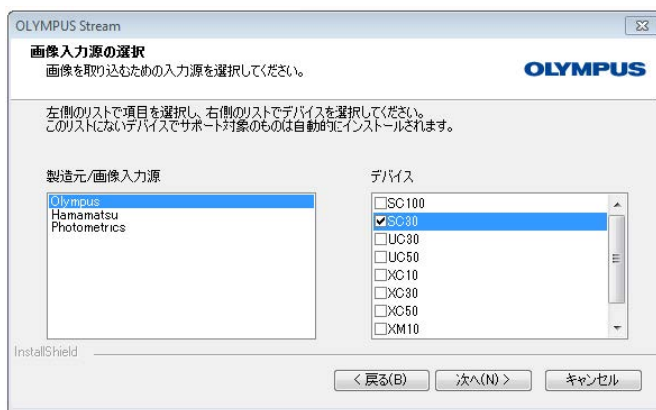 OLYMPUS Stream
画像入力源の選択
画像を取り込むための入力源を選択してください。
OLYMPUS
左側のリストで項目を選択し、右側のリストでデバイスを選択してください。
このリストにないデバイスでサポート対象のものは自動的にインストールされます。
製造元/画像入力源
デバイス
Olympus
Hamamatsu
Photometrics
SC100
SC30
UC30
UC50
XC10
XC30
XC50
XM10
InstallShield
< 戻る(B)
次へ(N) >
キャンセル